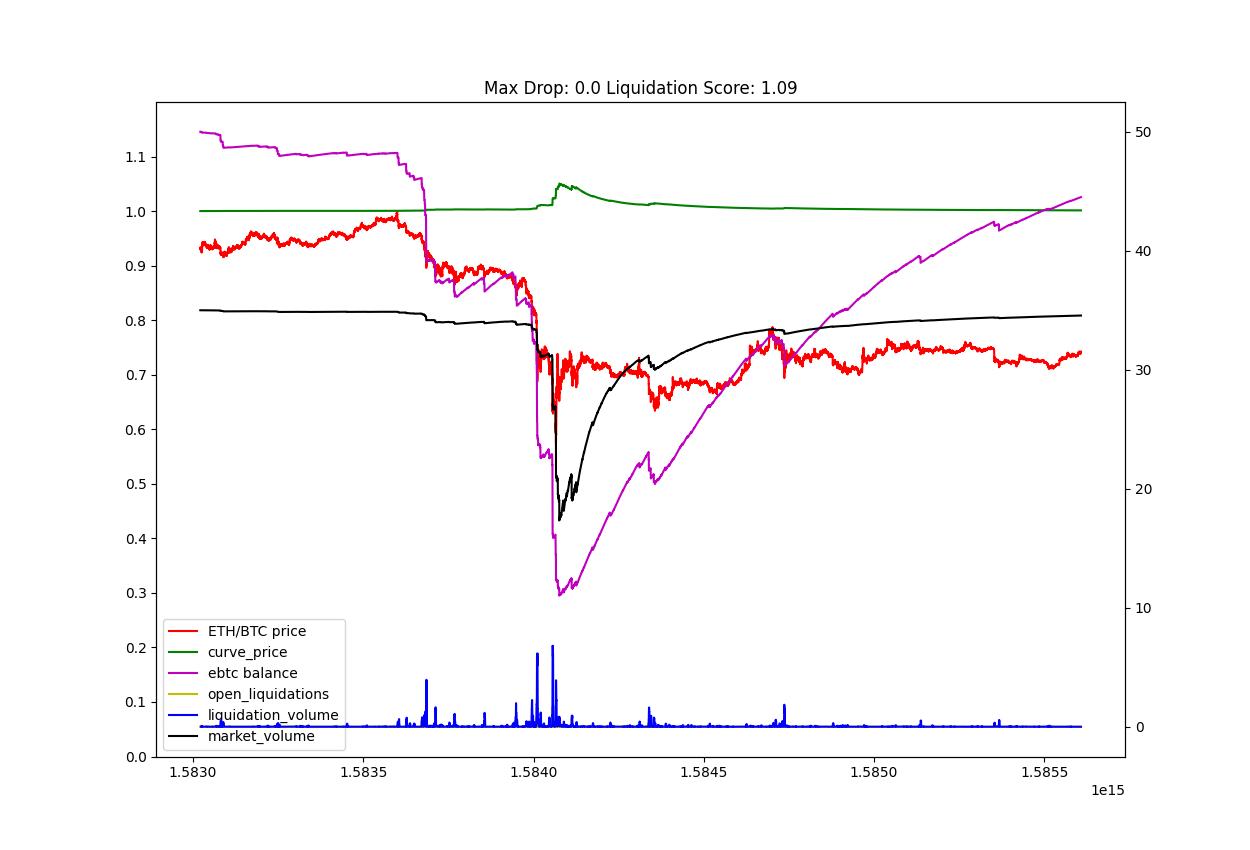 Max Drop: 0.0 Liquidation Score: 1.09
1.1
1.0
0.9
0.8
0.7
0.6
0.5
0.4
0.3
0.2
0.1
0.0
50
40
30
20
10
0
ETH/BTC price
curve_price
ebtc balance
open_liquidations
liquidation_volume
market_volume
1.5830 1.5835 1.5840 1.5845 1.5850 1.5855
1e15